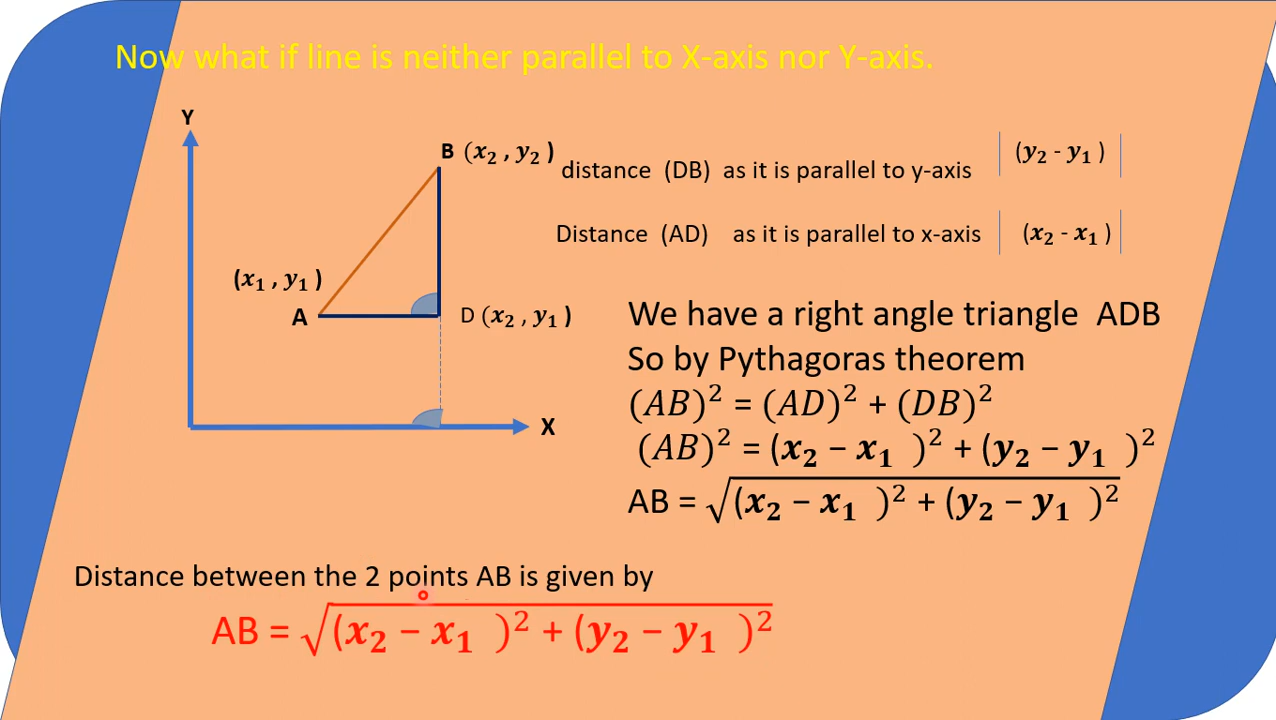 Now what if line is neither parallel to X-axis nor Y-axis.
Y
B (x₂ , y₂ )
distance (DB) as it is parallel to y-axis |(y₂ - y₁ )|
Distance (AD) as it is parallel to x-axis |(x₂ - x₁ )|
(x₁ , y₁ )
A
D (x₂ , y₁ )
X
We have a right angle triangle ADB
So by Pythagoras theorem
(AB)² = (AD)² + (DB)²
(AB)² = (x₂ − x₁ )² + (y₂ − y₁ )²
AB = √(x₂ − x₁ )² + (y₂ − y₁ )²
Distance between the 2 points AB is given by
AB = √(x₂ − x₁ )² + (y₂ − y₁ )²